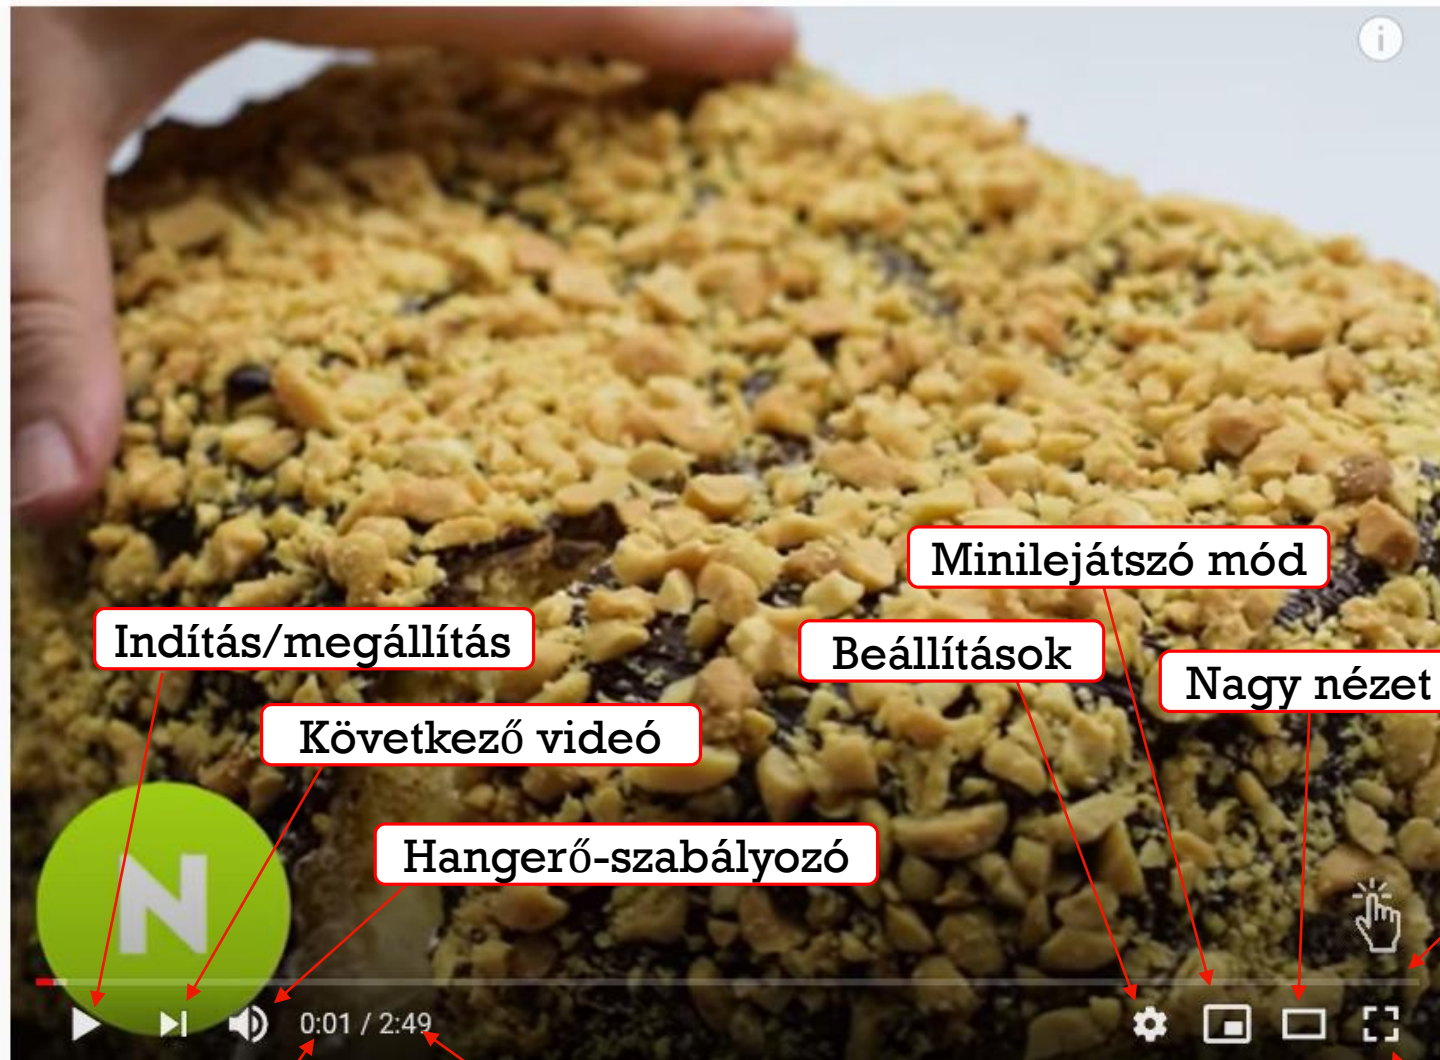 Minilejátszó mód
Indítás/megállítás
Beállítások
Nagy nézet
Következő videó
Hangerő-szabályozó
N
0:01 / 2:49